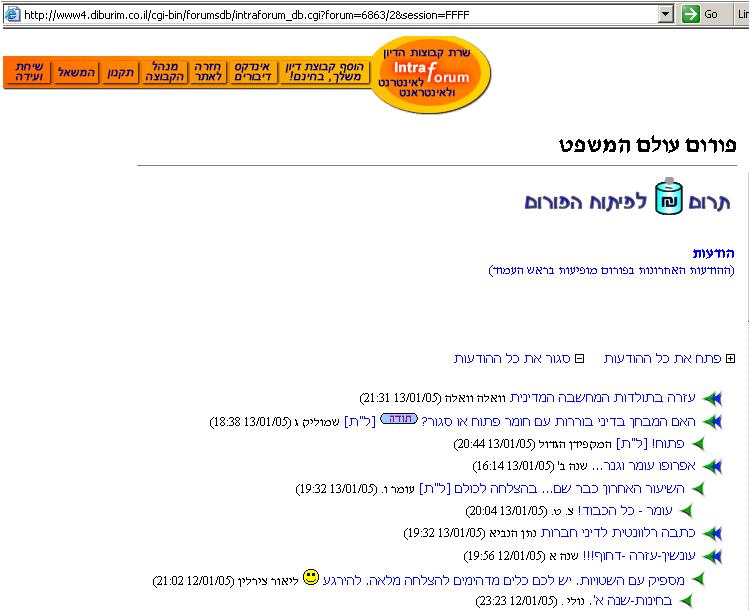 http://www4.diburim.co.il/cgi-bin/forumsdb/intraforum_db.cgi?forum=6863/2&session=FFFF Go Lin
שרת קבוצות הדיון
Intraforum
לאינטרנט
ולאינטראנט
הוסף קבוצת דיון משלך, בחינם!
אינדקס דיבורים
חזרה לאתר
מנהל הקבוצה
תקנון
המשאל
שיחת ועידה
פורום עולם המשפט
תרום ₪ לפיתוח הפורום
הודעות
(ההודעות האחרונות בפורום מופיעות בראש העמוד)
פתח את כל ההודעות סגור את כל ההודעות
עזרה בתולדות המחשבה המדינית וואלה וואלה (13/01/05 21:31)
האם המבחן בדיני בוררות עם חומר פתוח או סגור? תודה [ל"ת] שמוליק ג (13/01/05 18:38)
פתוח! [ל"ת] המקפידן הגדול (13/01/05 20:44)
אפרופו עומר וגנר... שנה ב' (13/01/05 16:14)
השיעור האחרון כבר שם... בהצלחה לכולם [ל"ת] עומר ו. (13/01/05 19:32)
עומר - כל הכבוד! צ. ט. (13/01/05 20:04)
כתבה רלוונטית לדיני חברות נתן הנביא (13/01/05 19:32)
עונשין-עזרה -דחוף!!! שנה א (12/01/05 19:56)
מספיק עם השטויות. יש לכם כלים מדהימים להצלחה מלאה. להירגע ליאור צירלין (12/01/05 21:02)
בחינות-שנה א'. נולי . (12/01/05 23:23)